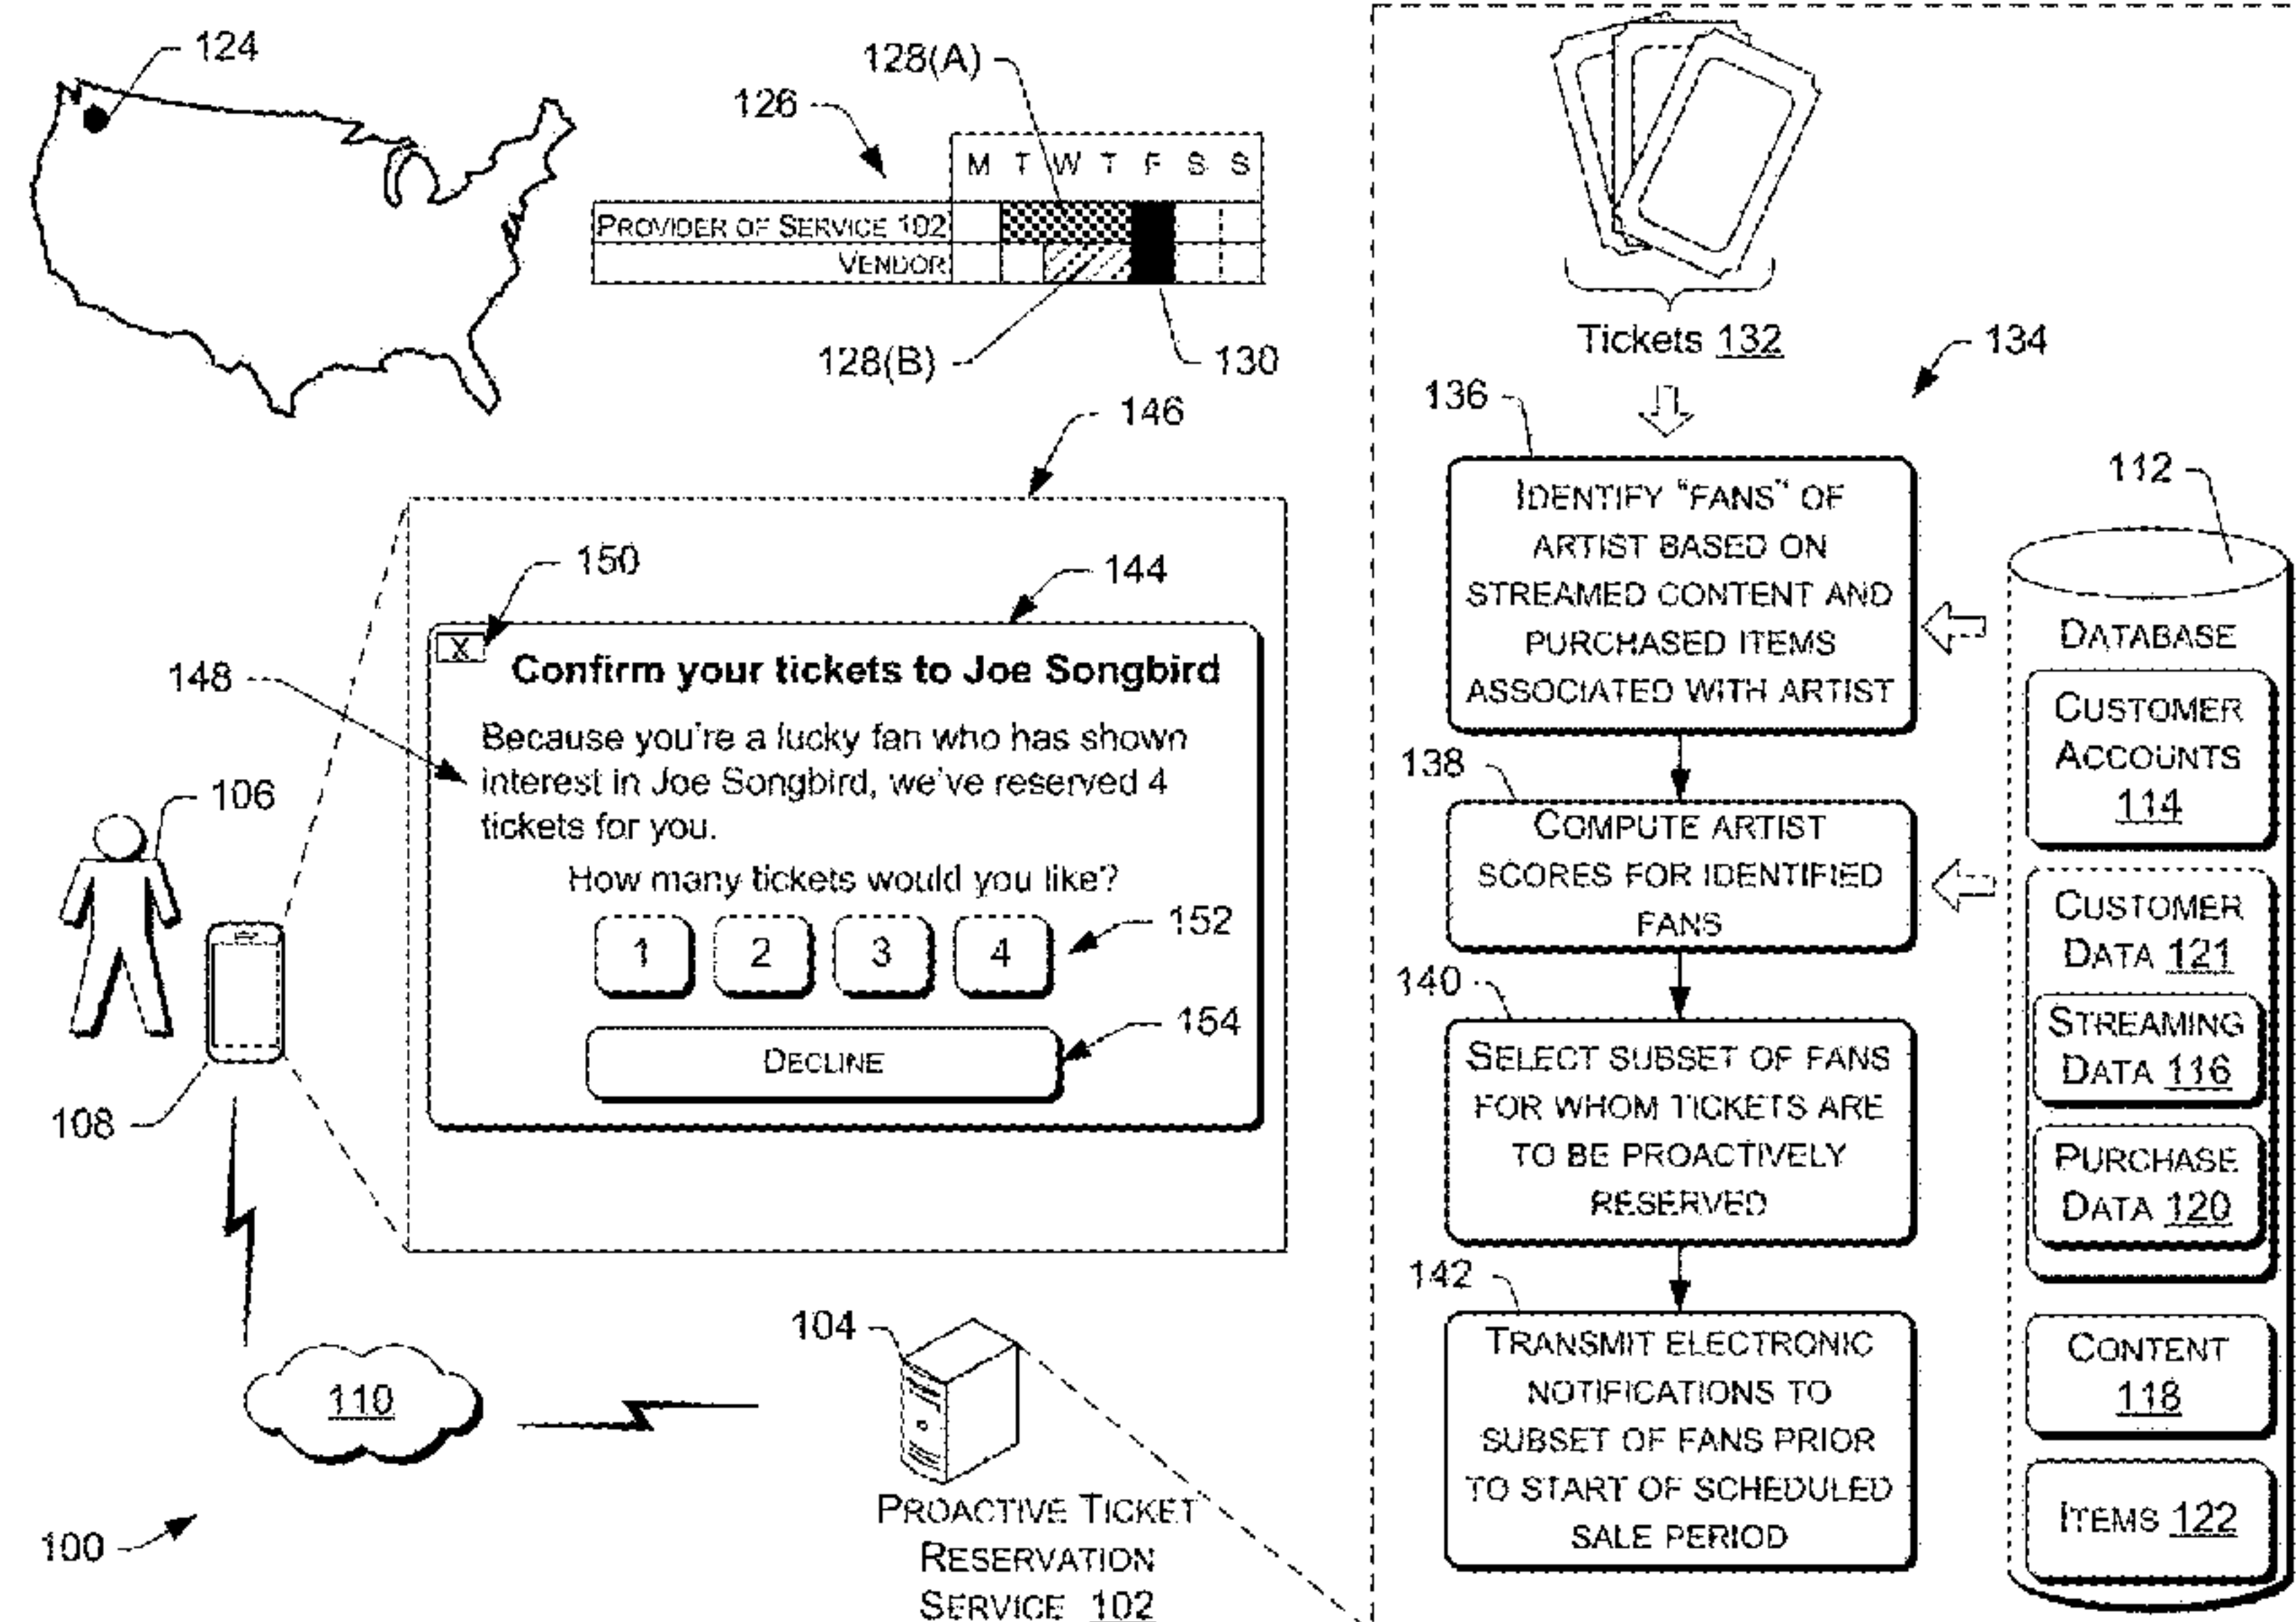 124
128(A)
126
M T W T F S S
PROVIDER OF SERVICE 102
VENDOR
128(B)
130
146
150
144
X
Confirm your tickets to Joe Songbird
148
Because you're a lucky fan who has shown
interest in Joe Songbird, we've reserved 4
tickets for you.
How many tickets would you like?
1 2 3 4
152
DECLINE
154
106
108
110
104
PROACTIVE TICKET
RESERVATION
SERVICE 102
100
Tickets 132
134
136
IDENTIFY "FANS" OF
ARTIST BASED ON
STREAMED CONTENT AND
PURCHASED ITEMS
ASSOCIATED WITH ARTIST
138
COMPUTE ARTIST
SCORES FOR IDENTIFIED
FANS
140
SELECT SUBSET OF FANS
FOR WHOM TICKETS ARE
TO BE PROACTIVELY
RESERVED
142
TRANSMIT ELECTRONIC
NOTIFICATIONS TO
SUBSET OF FANS PRIOR
TO START OF SCHEDULED
SALE PERIOD
112
DATABASE
CUSTOMER
ACCOUNTS
114
CUSTOMER
DATA 121
STREAMING
DATA 116
PURCHASE
DATA 120
CONTENT
118
ITEMS 122